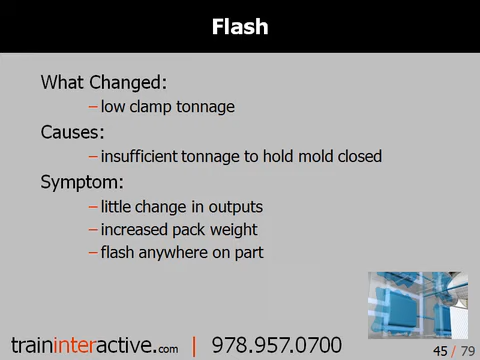 Flash
What Changed:
– low clamp tonnage
Causes:
– insufficient tonnage to hold mold closed
Symptom:
– little change in outputs
– increased pack weight
– flash anywhere on part
traininteractive.com | 978.957.0700
45 / 79